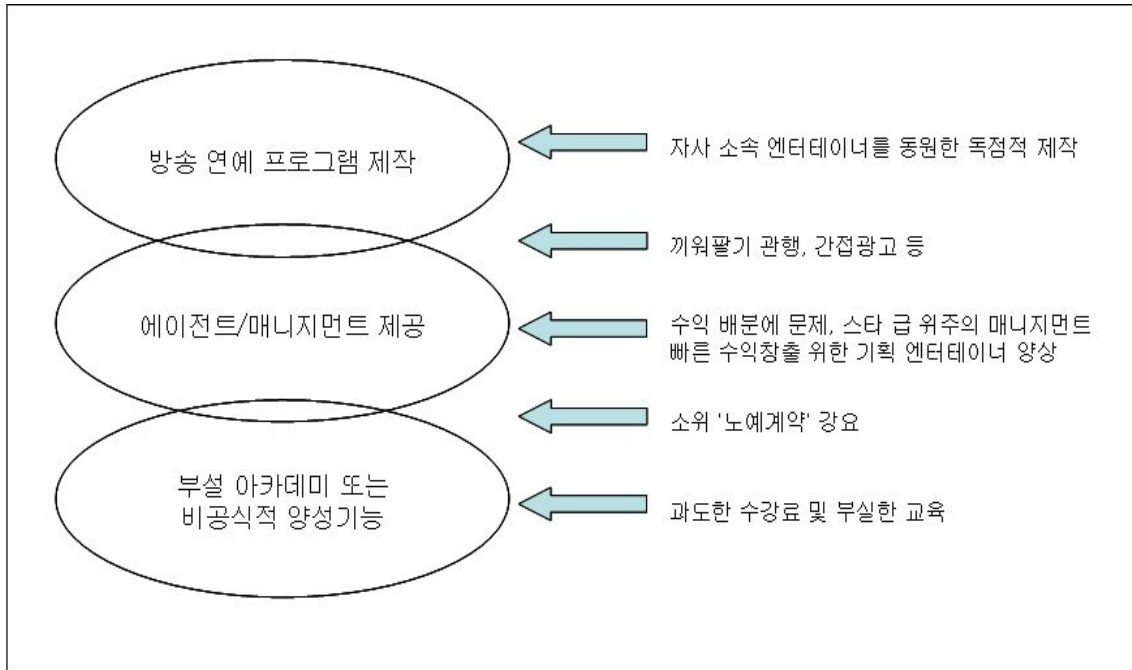 방송 연예 프로그램 제작
자사 소속 엔터테이너를 동원한 독점적 제작
끼워팔기 관행, 간접광고 등
에이전트/매니지먼트 제공
수익 배분에 문제, 스타 급 위주의 매니지먼트
빠른 수익창출 위한 기획 엔터테이너 양상
소위 '노예계약' 강요
부설 아카데미 또는
비공식적 양성기능
과도한 수강료 및 부실한 교육